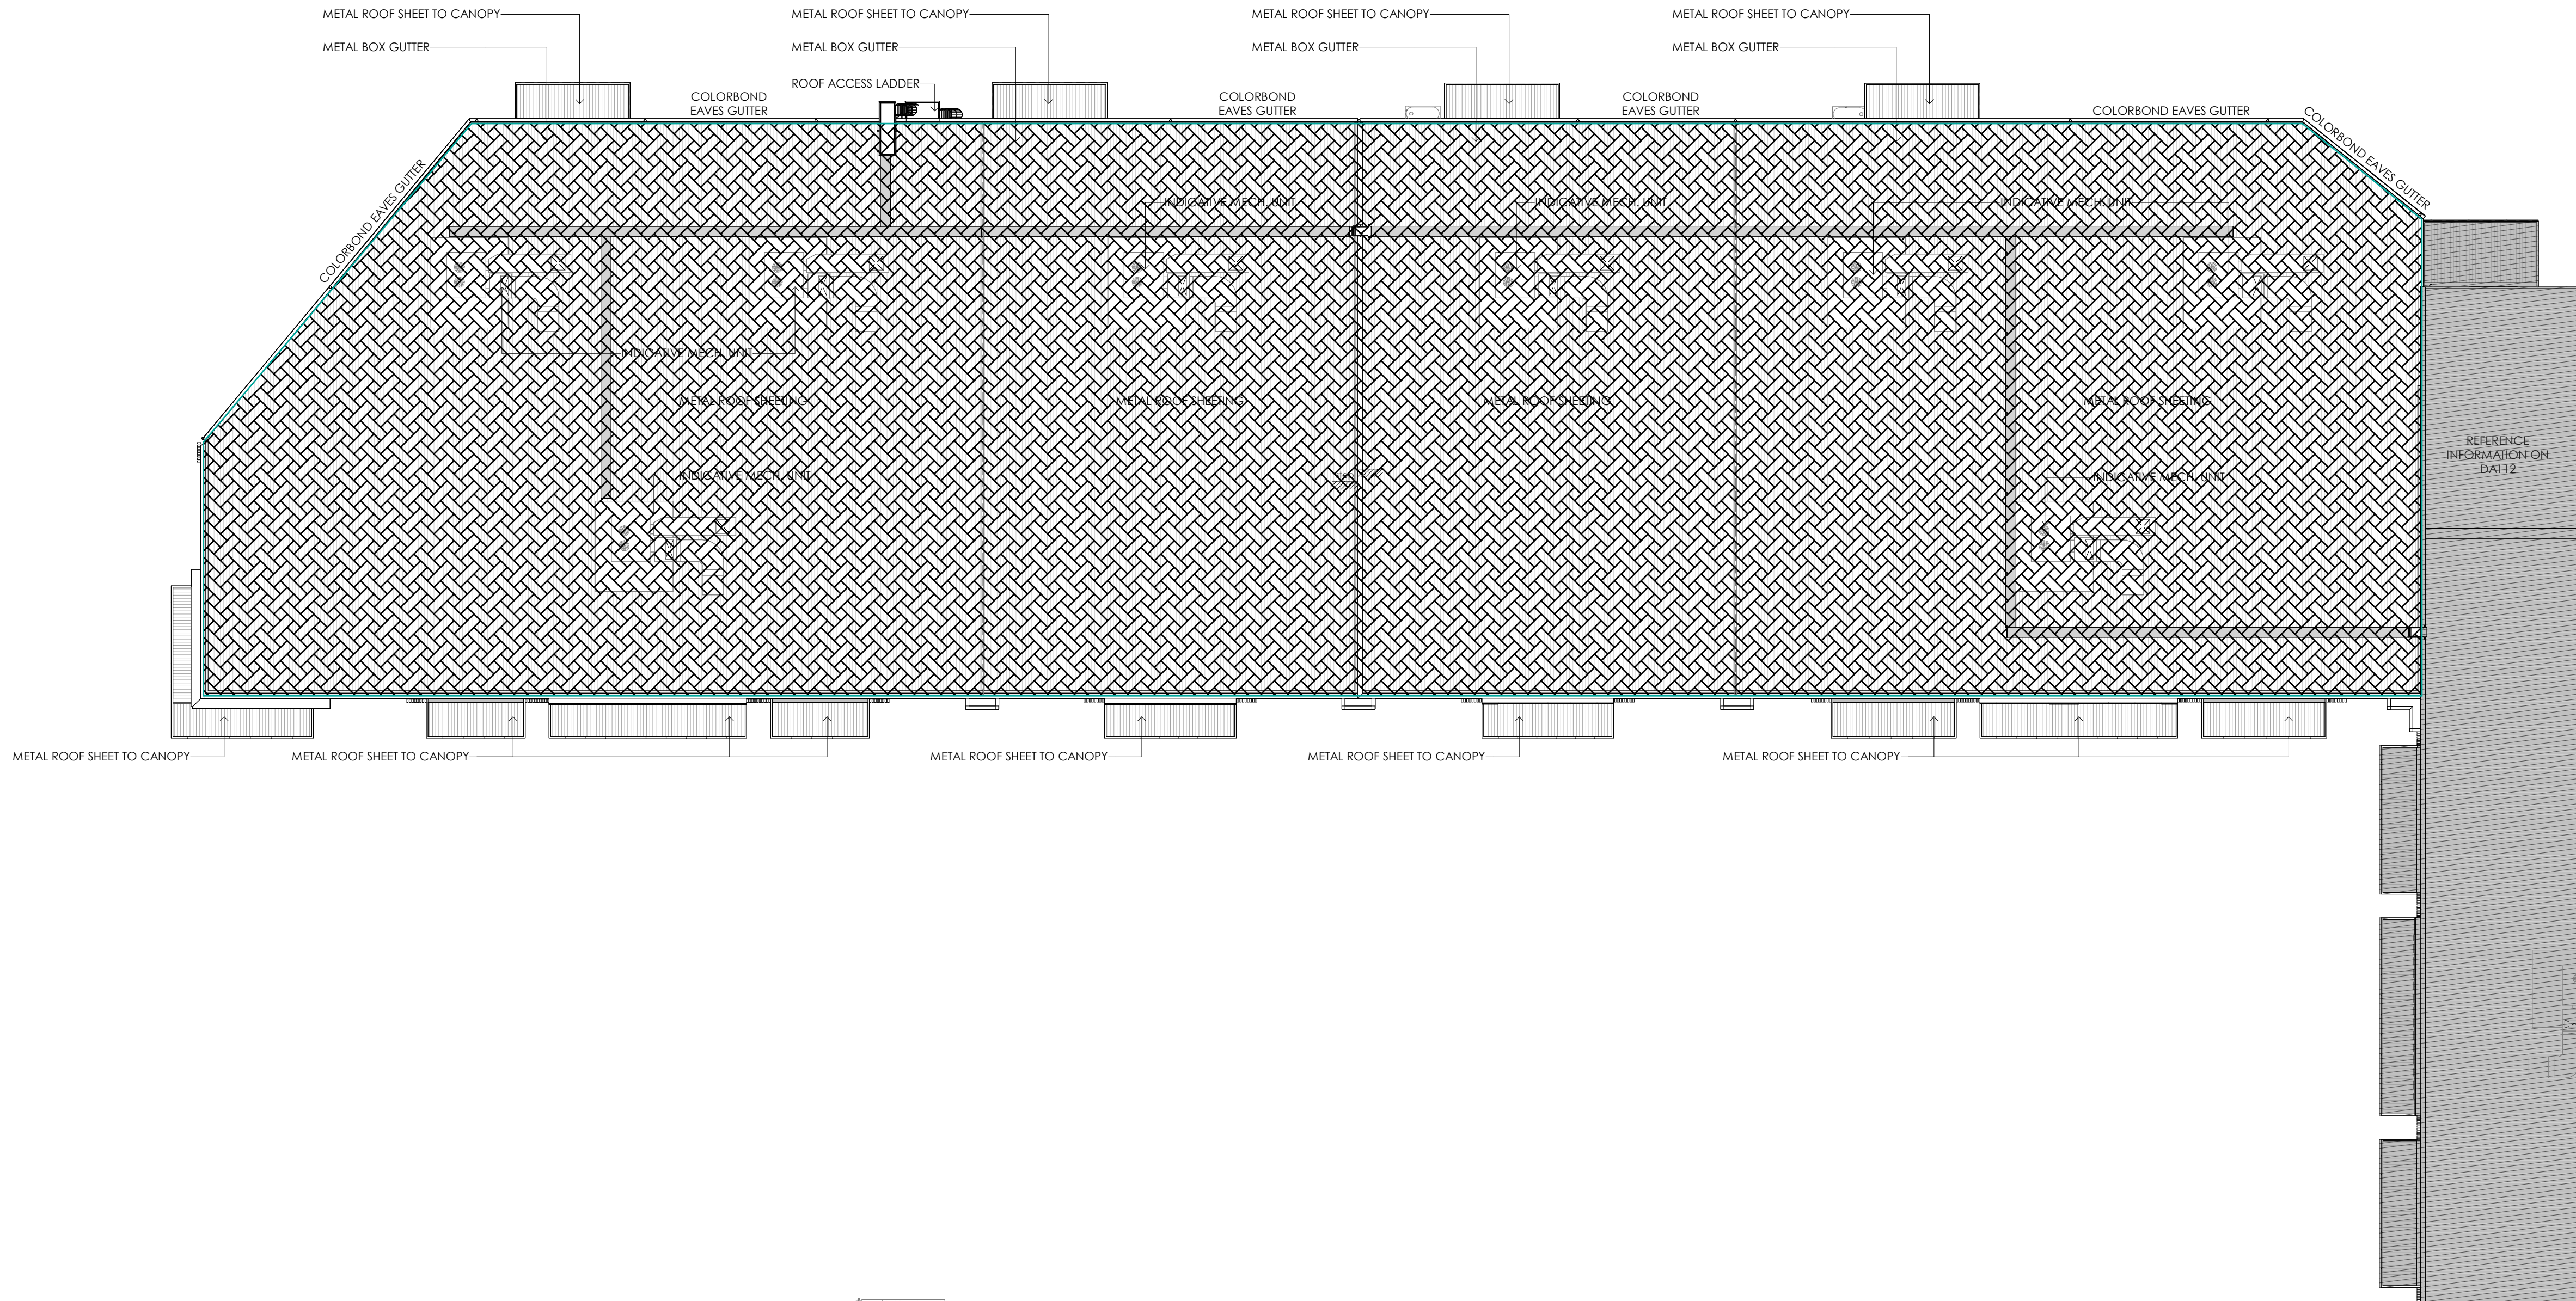 METAL ROOF SHEET TO CANOPY
METAL ROOF SHEET TO CANOPY
METAL ROOF SHEET TO CANOPY
METAL ROOF SHEET TO CANOPY
METAL BOX GUTTER
METAL BOX GUTTER
METAL BOX GUTTER
METAL BOX GUTTER
ROOF ACCESS LADDER
COLORBOND
EAVES GUTTER
COLORBOND
EAVES GUTTER
COLORBOND
EAVES GUTTER
COLORBOND EAVES GUTTER
COLORBOND EAVES GUTTER
COLORBOND EAVES GUTTER
INDICATIVE MECH. UNIT
INDICATIVE MECH. UNIT
INDICATIVE MECH. UNIT
INDICATIVE MECH. UNIT
METAL ROOF SHEETING
METAL ROOF SHEETING
METAL ROOF SHEETING
METAL ROOF SHEETING
REFERENCE
INFORMATION ON
DA112
INDICATIVE MECH. UNIT
INDICATIVE MECH. UNIT
METAL ROOF SHEET TO CANOPY
METAL ROOF SHEET TO CANOPY
METAL ROOF SHEET TO CANOPY
METAL ROOF SHEET TO CANOPY
METAL ROOF SHEET TO CANOPY